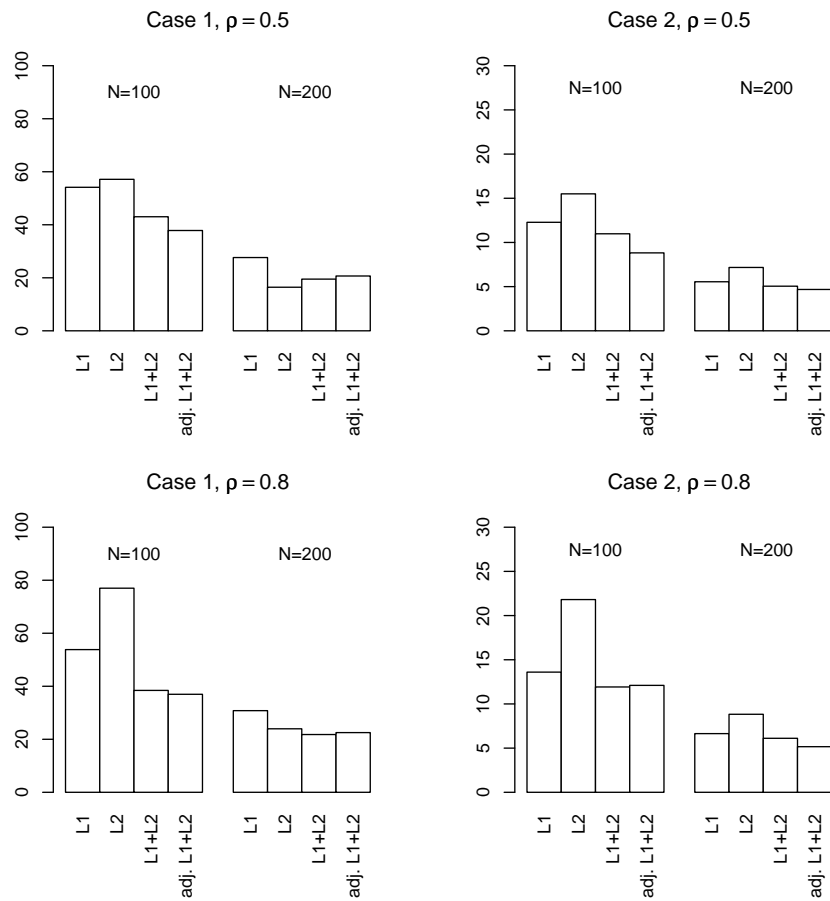 Case 1, ρ = 0.5
N=100
N=200
100
80
60
40
20
0
L1
L2
L1+L2
adj. L1+L2
L1
L2
L1+L2
adj. L1+L2
Case 2, ρ = 0.5
N=100
N=200
30
25
20
15
10
5
0
L1
L2
L1+L2
adj. L1+L2
L1
L2
L1+L2
adj. L1+L2
Case 1, ρ = 0.8
N=100
N=200
100
80
60
40
20
0
L1
L2
L1+L2
adj. L1+L2
L1
L2
L1+L2
adj. L1+L2
Case 2, ρ = 0.8
N=100
N=200
30
25
20
15
10
5
0
L1
L2
L1+L2
adj. L1+L2
L1
L2
L1+L2
adj. L1+L2